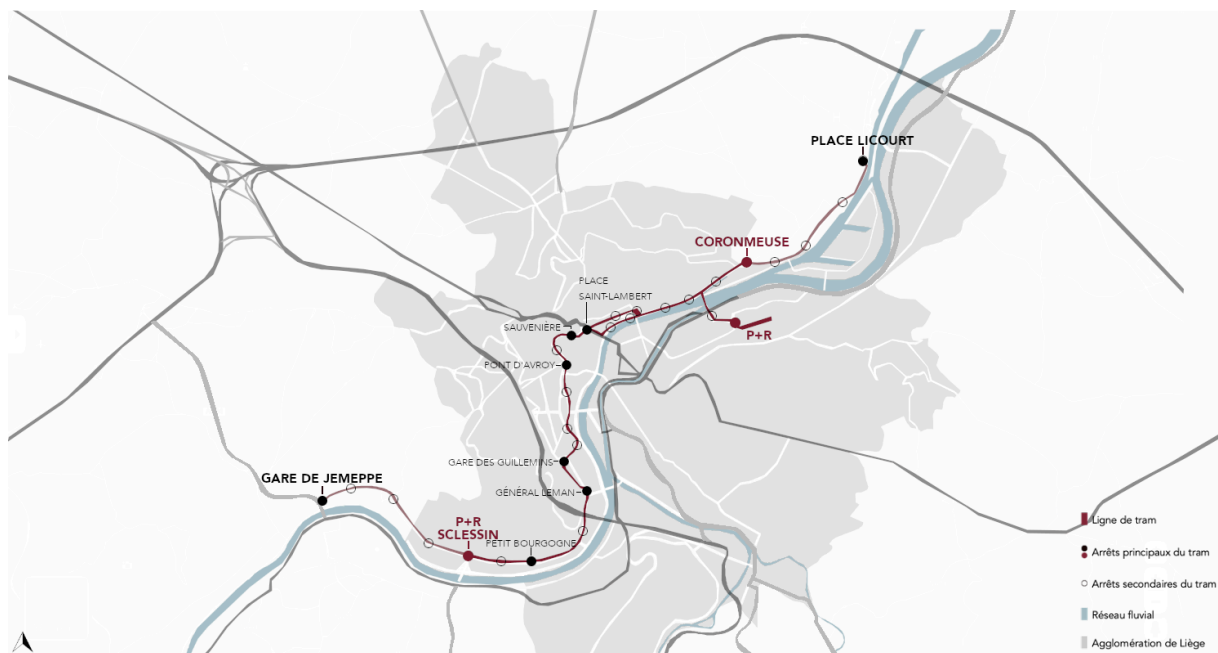 PLACE LICOURT
CORONMEUSE
PLACE
SAINT-LAMBERT
SAUVENIÈRE
P+R
PONT D'AVROY
GARE DES GUILLEMINS
GARE DE JEMEPPE
GÉNÉRAL LEMAN
P+R
SCLESSIN
PETIT BOURGOGNE
Ligne de tram
Arrêts principaux du tram
Arrêts secondaires du tram
Réseau fluvial
Agglomération de Liège